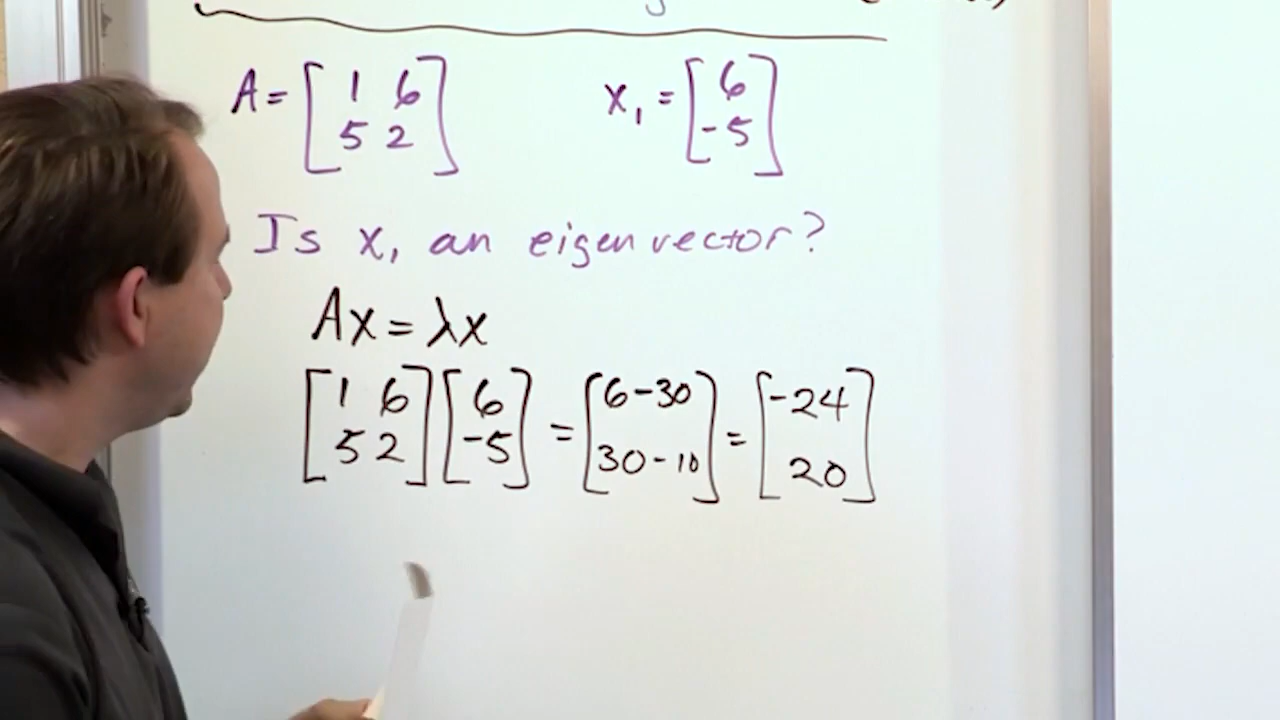 A = [1 6; 5 2] x₁ = [6; -5]
Is x₁ an eigenvector?
Ax = λx
[1 6; 5 2] [6; -5] = [6-30; 30-10] = [-24; 20]